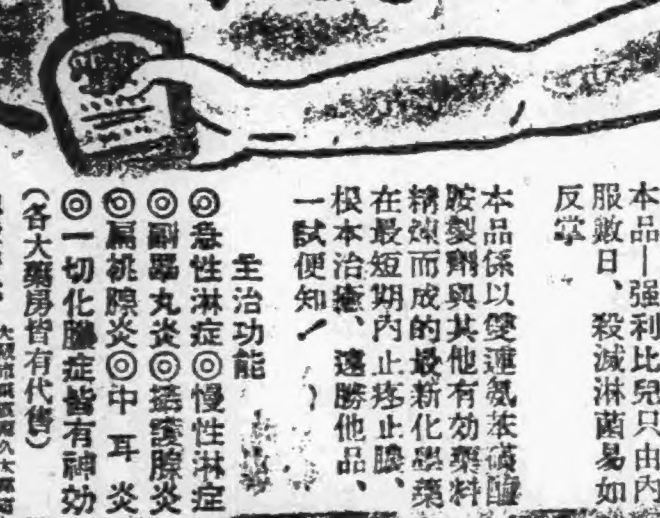 本品—强利比兒只由內
服數日、殺滅淋菌易如
反掌
本品係以雙連氨苯磺醯
胺製劑與其他有効藥料
精煉而成的最新化學藥
在最短期內止疼止膿、
根本治癒、遠勝他品、
一試便知！
主治功能
◎急性淋症◎慢性淋症
◎副睪丸炎◎攝護腺炎
◎扁桃腺炎◎中耳炎
◎一切化膿症皆有神効
(各大藥房皆有代售)